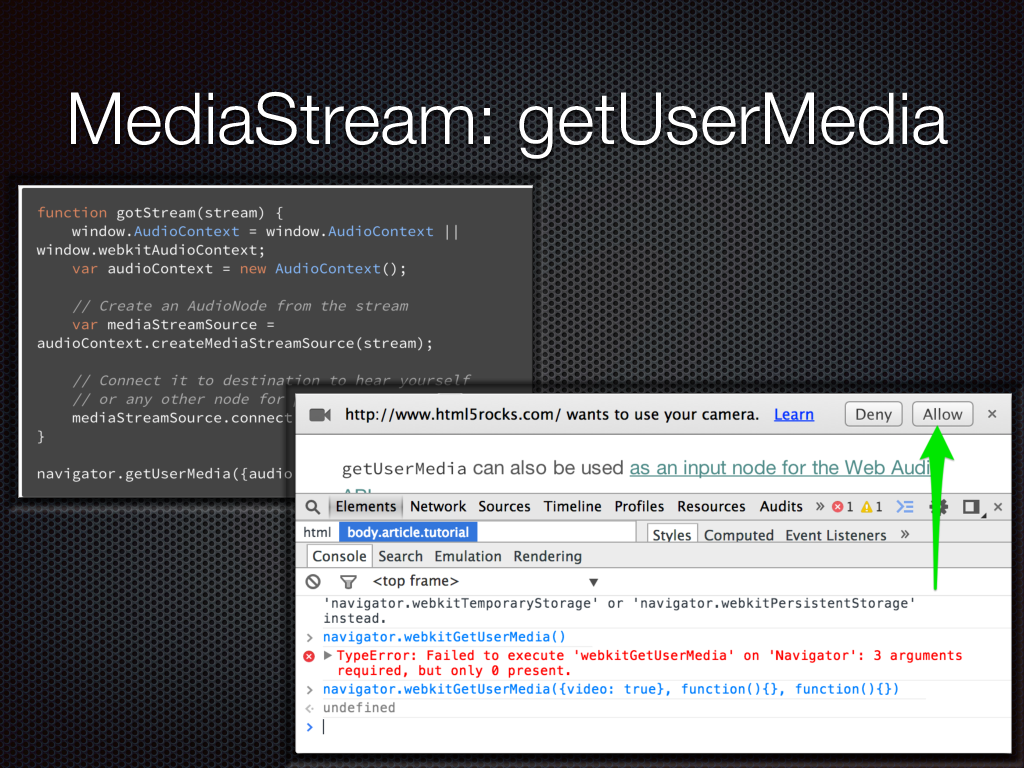 MediaStream: getUserMedia
function gotStream(stream) {
window.AudioContext = window.AudioContext ||
window.webkitAudioContext;
var audioContext = new AudioContext();
// Create an AudioNode from the stream
var mediaStreamSource =
audioContext.createMediaStreamSource(stream);
// Connect it to destination to hear yourself
// or any other node for
mediaStreamSource.connect
}
navigator.getUserMedia({audio
http://www.html5rocks.com/ wants to use your camera. Learn Deny Allow ×
getUserMedia can also be used as an input node for the Web Audi
Elements Network Sources Timeline Profiles Resources Audits » 1 1 ×
html body.article.tutorial Styles Computed Event Listeners »
Console Search Emulation Rendering
<top frame> ▼
'navigator.webkitTemporaryStorage' or 'navigator.webkitPersistentStorage'
instead.
> navigator.webkitGetUserMedia()
TypeError: Failed to execute 'webkitGetUserMedia' on 'Navigator': 3 arguments
required, but only 0 present.
> navigator.webkitGetUserMedia({video: true}, function(){}, function(){})
undefined
>